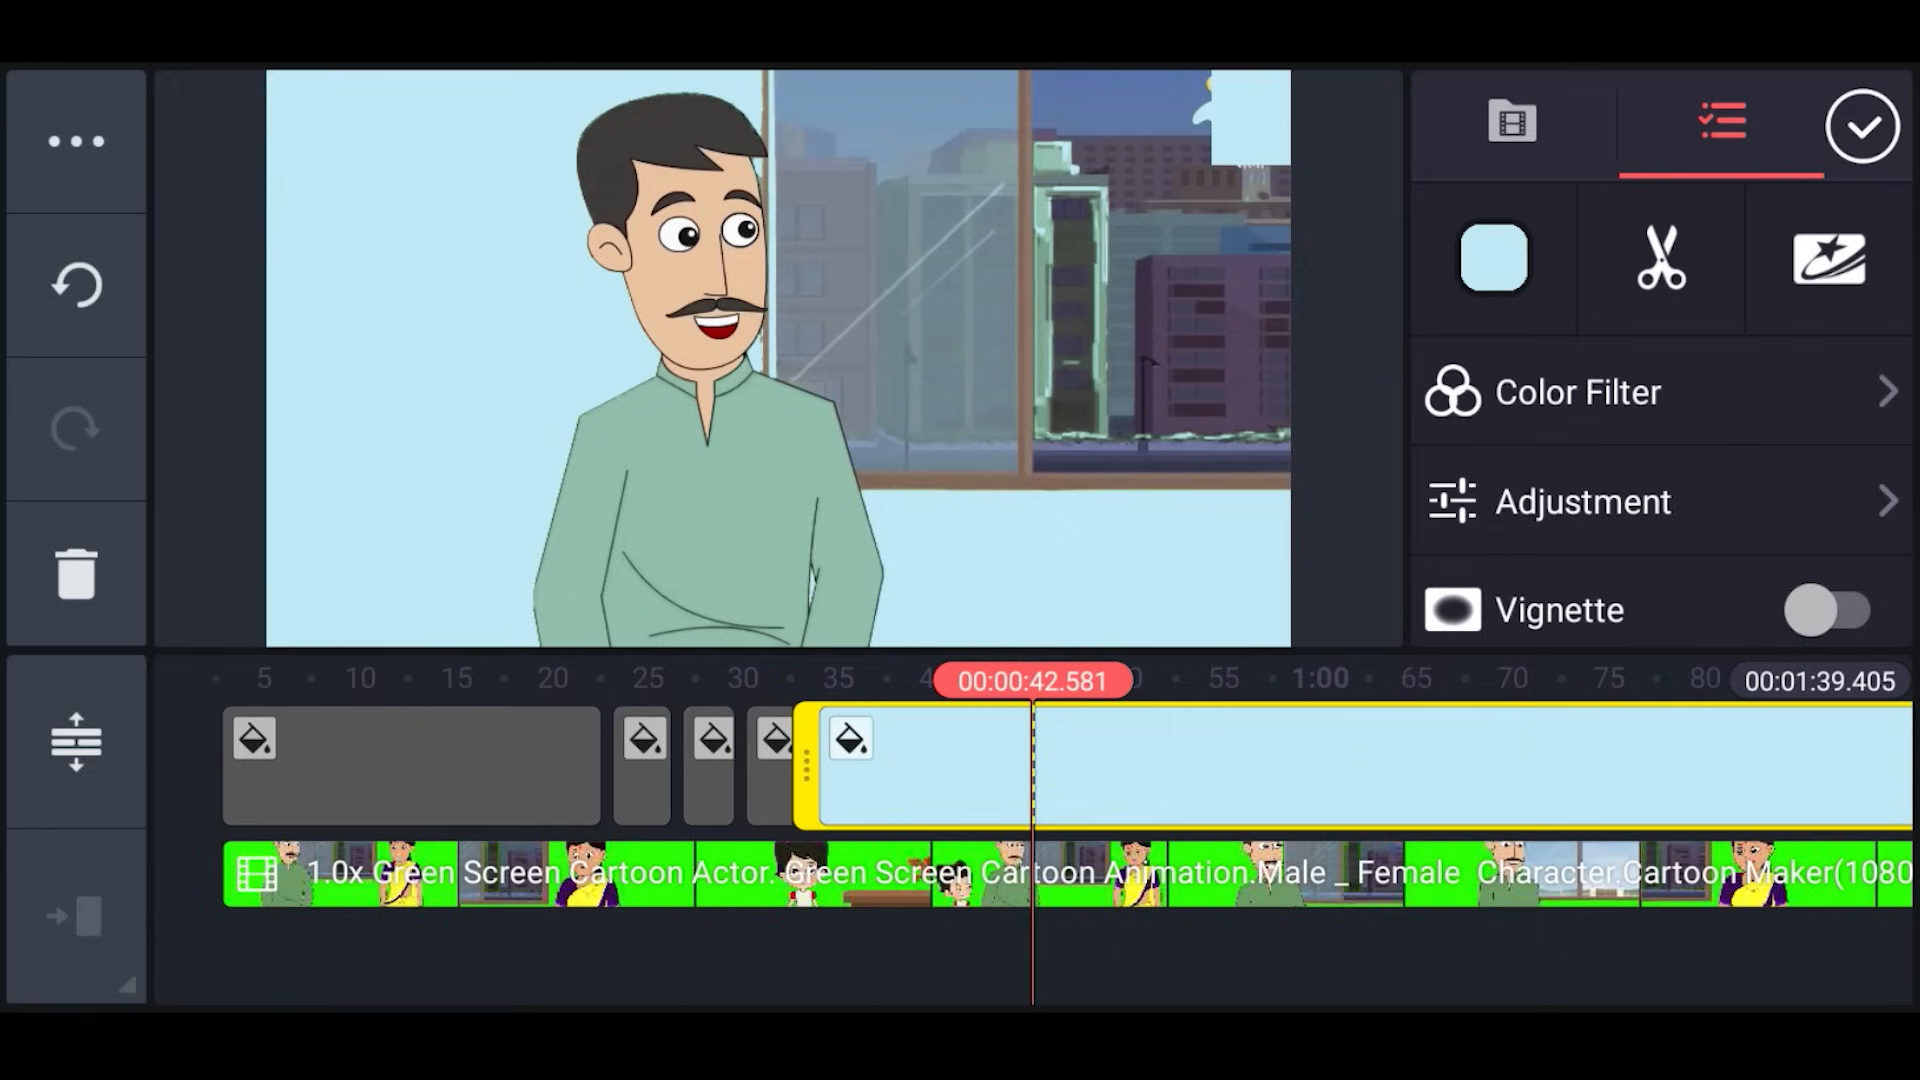 Color Filter
Adjustment
Vignette
5 10 15 20 25 30 35 4 00:00:42.581 0 55 1:00 65 70 75 80 00:01:39.405
1.0x Green Screen Cartoon Actor. Green Screen Cartoon Animation.Male _ Female Character.Cartoon Maker(1080